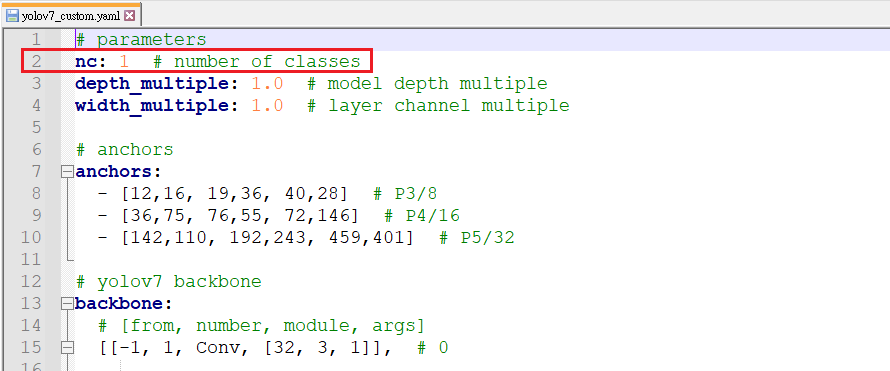 yolov7_custom.yaml
1 # parameters
2 nc: 1  # number of classes
3 depth_multiple: 1.0  # model depth multiple
4 width_multiple: 1.0  # layer channel multiple
5
6 # anchors
7 anchors:
8   - [12,16, 19,36, 40,28]  # P3/8
9   - [36,75, 76,55, 72,146]  # P4/16
10   - [142,110, 192,243, 459,401]  # P5/32
11
12 # yolov7 backbone
13 backbone:
14   # [from, number, module, args]
15   [[-1, 1, Conv, [32, 3, 1]],  # 0
16